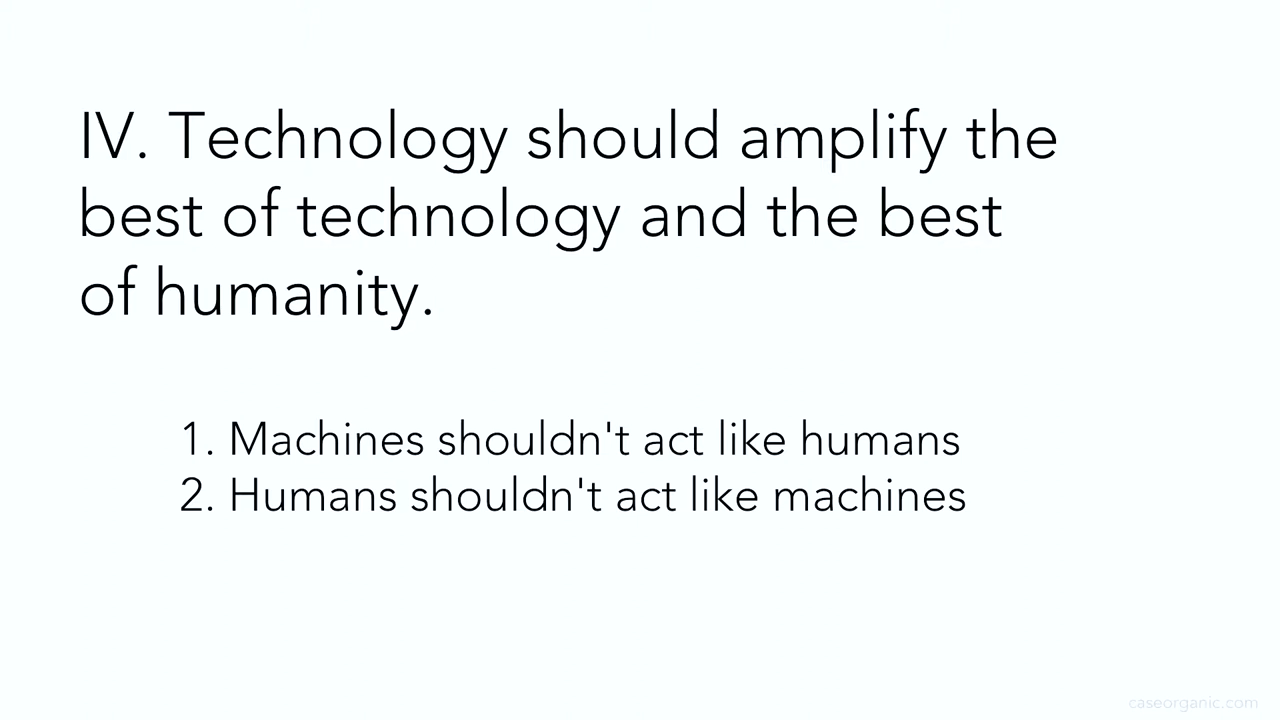 IV. Technology should amplify the
best of technology and the best
of humanity.
1. Machines shouldn't act like humans
2. Humans shouldn't act like machines
caseorganic.com